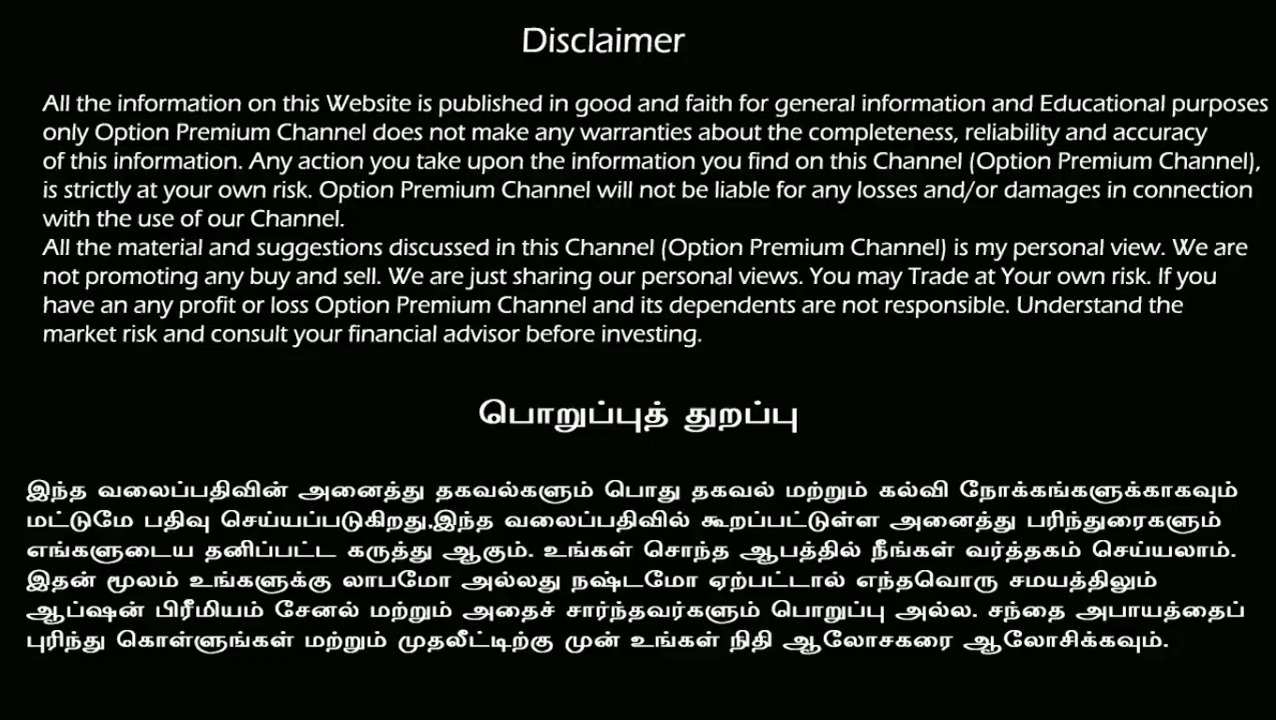 Disclaimer
All the information on this Website is published in good and faith for general information and Educational purposes
only Option Premium Channel does not make any warranties about the completeness, reliability and accuracy
of this information. Any action you take upon the information you find on this Channel (Option Premium Channel),
is strictly at your own risk. Option Premium Channel will not be liable for any losses and/or damages in connection
with the use of our Channel.
All the material and suggestions discussed in this Channel (Option Premium Channel) is my personal view. We are
not promoting any buy and sell. We are just sharing our personal views. You may Trade at Your own risk. If you
have an any profit or loss Option Premium Channel and its dependents are not responsible. Understand the
market risk and consult your financial advisor before investing.
பொறுப்புத் துறப்பு
இந்த வலைப்பதிவின் அனைத்து தகவல்களும் பொது தகவல் மற்றும் கல்வி நோக்கங்களுக்காகவும்
மட்டுமே பதிவு செய்யப்படுகிறது.இந்த வலைப்பதிவில் கூறப்பட்டுள்ள அனைத்து பரிந்துரைகளும்
எங்களுடைய தனிப்பட்ட கருத்து ஆகும். உங்கள் சொந்த ஆபத்தில் நீங்கள் வர்த்தகம் செய்யலாம்.
இதன் மூலம் உங்களுக்கு லாபமோ அல்லது நஷ்டமோ ஏற்பட்டால் எந்தவொரு சமயத்திலும்
ஆப்ஷன் பிரீமியம் சேனல் மற்றும் அதைச் சார்ந்தவர்களும் பொறுப்பு அல்ல. சந்தை அபாயத்தைப்
புரிந்து கொள்ளுங்கள் மற்றும் முதலீட்டிற்கு முன் உங்கள் நிதி ஆலோசகரை ஆலோசிக்கவும்.